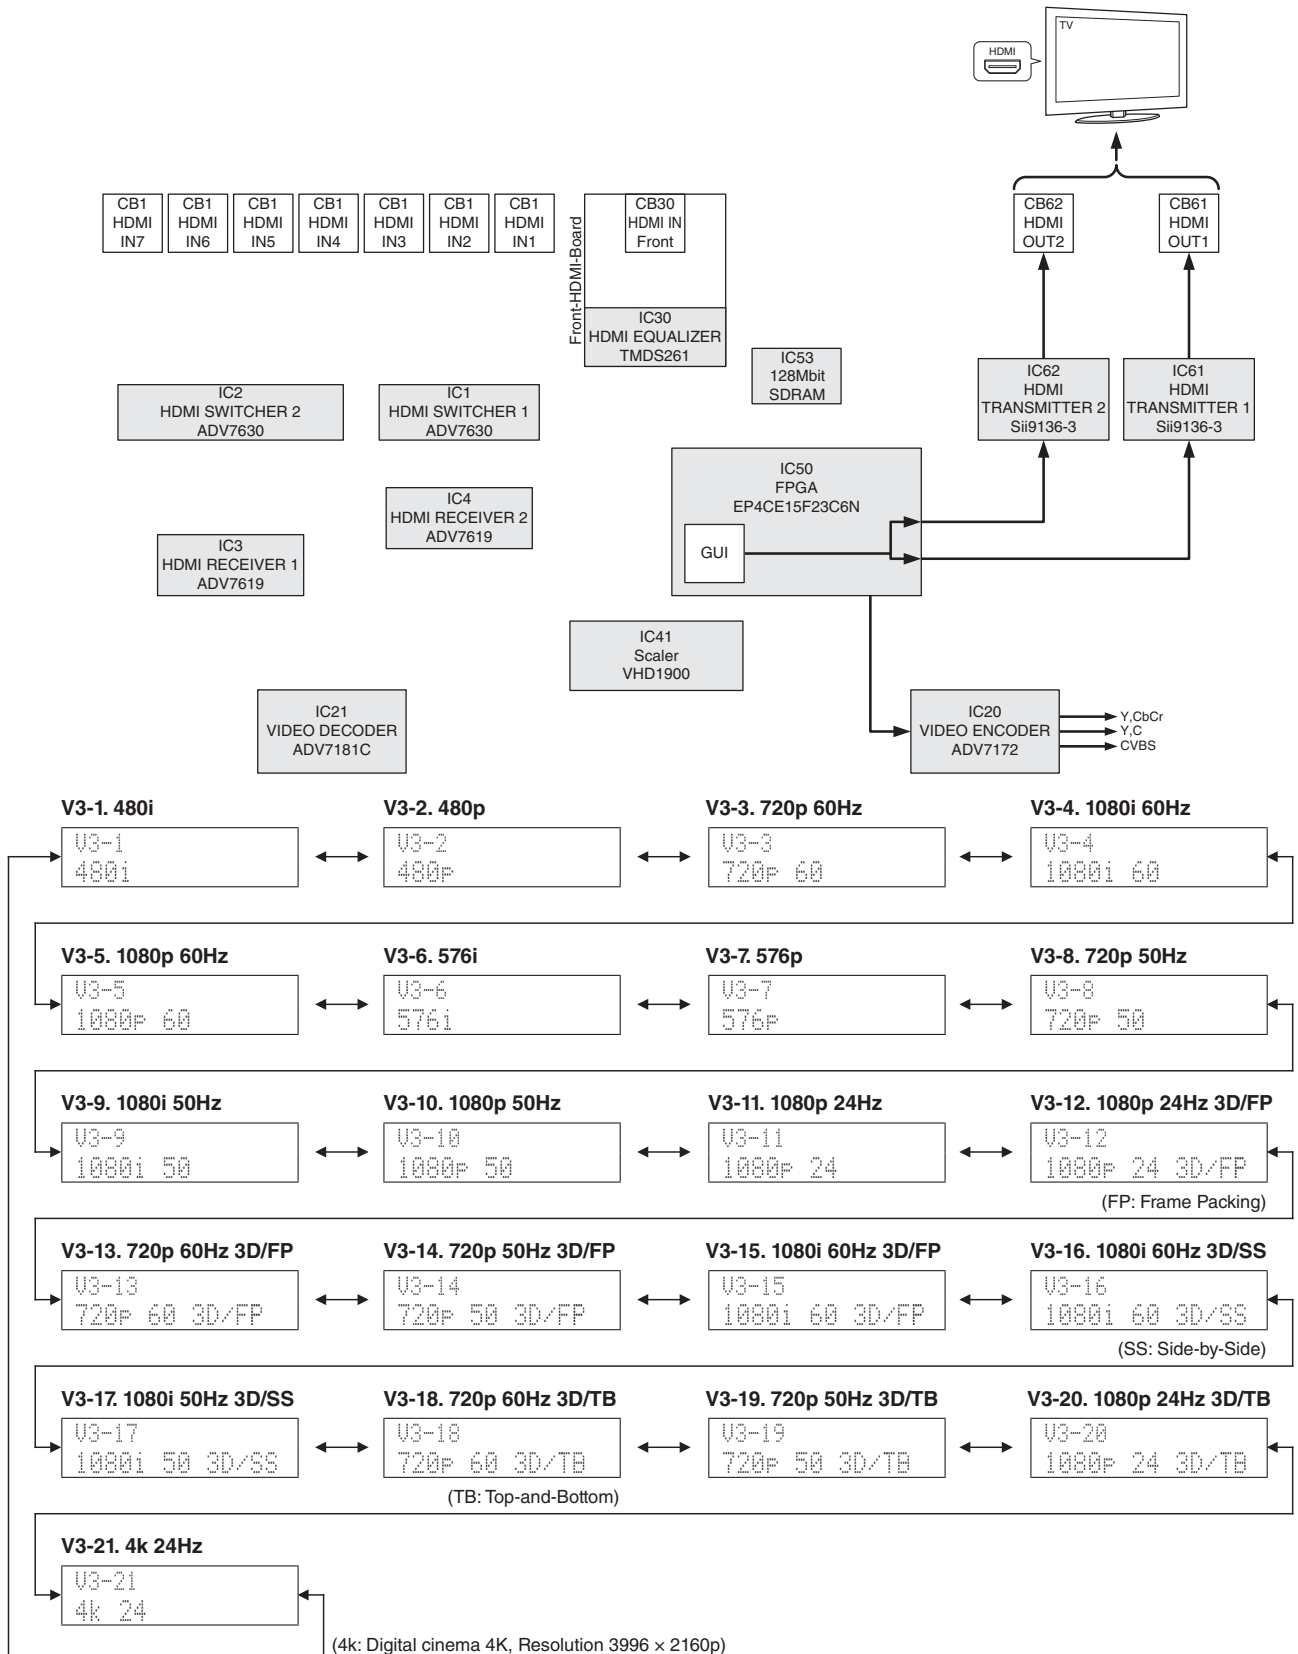 TV
HDMI
CB1 HDMI IN7
CB1 HDMI IN6
CB1 HDMI IN5
CB1 HDMI IN4
CB1 HDMI IN3
CB1 HDMI IN2
CB1 HDMI IN1
Front-HDMI-Board
CB30 HDMI IN Front
CB62 HDMI OUT2
CB61 HDMI OUT1
IC30
HDMI EQUALIZER
TMDS261
IC53
128Mbit
SDRAM
IC62
HDMI
TRANSMITTER 2
Sii9136-3
IC61
HDMI
TRANSMITTER 1
Sii9136-3
IC2
HDMI SWITCHER 2
ADV7630
IC1
HDMI SWITCHER 1
ADV7630
IC50
FPGA
EP4CE15F23C6N
GUI
IC4
HDMI RECEIVER 2
ADV7619
IC3
HDMI RECEIVER 1
ADV7619
IC41
Scaler
VHD1900
IC21
VIDEO DECODER
ADV7181C
IC20
VIDEO ENCODER
ADV7172
Y,CbCr
Y,C
CVBS
V3-1. 480i
V3-1
480i
V3-2. 480p
V3-2
480p
V3-3. 720p 60Hz
V3-3
720p 60
V3-4. 1080i 60Hz
V3-4
1080i 60
V3-5. 1080p 60Hz
V3-5
1080p 60
V3-6. 576i
V3-6
576i
V3-7. 576p
V3-7
576p
V3-8. 720p 50Hz
V3-8
720p 50
V3-9. 1080i 50Hz
V3-9
1080i 50
V3-10. 1080p 50Hz
V3-10
1080p 50
V3-11. 1080p 24Hz
V3-11
1080p 24
V3-12. 1080p 24Hz 3D/FP
V3-12
1080p 24 3D/FP
(FP: Frame Packing)
V3-13. 720p 60Hz 3D/FP
V3-13
720p 60 3D/FP
V3-14. 720p 50Hz 3D/FP
V3-14
720p 50 3D/FP
V3-15. 1080i 60Hz 3D/FP
V3-15
1080i 60 3D/FP
V3-16. 1080i 60Hz 3D/SS
V3-16
1080i 60 3D/SS
(SS: Side-by-Side)
V3-17. 1080i 50Hz 3D/SS
V3-17
1080i 50 3D/SS
V3-18. 720p 60Hz 3D/TB
V3-18
720p 60 3D/TB
(TB: Top-and-Bottom)
V3-19. 720p 50Hz 3D/TB
V3-19
720p 50 3D/TB
V3-20. 1080p 24Hz 3D/TB
V3-20
1080p 24 3D/TB
V3-21. 4k 24Hz
V3-21
4k 24
(4k: Digital cinema 4K, Resolution 3996 × 2160p)